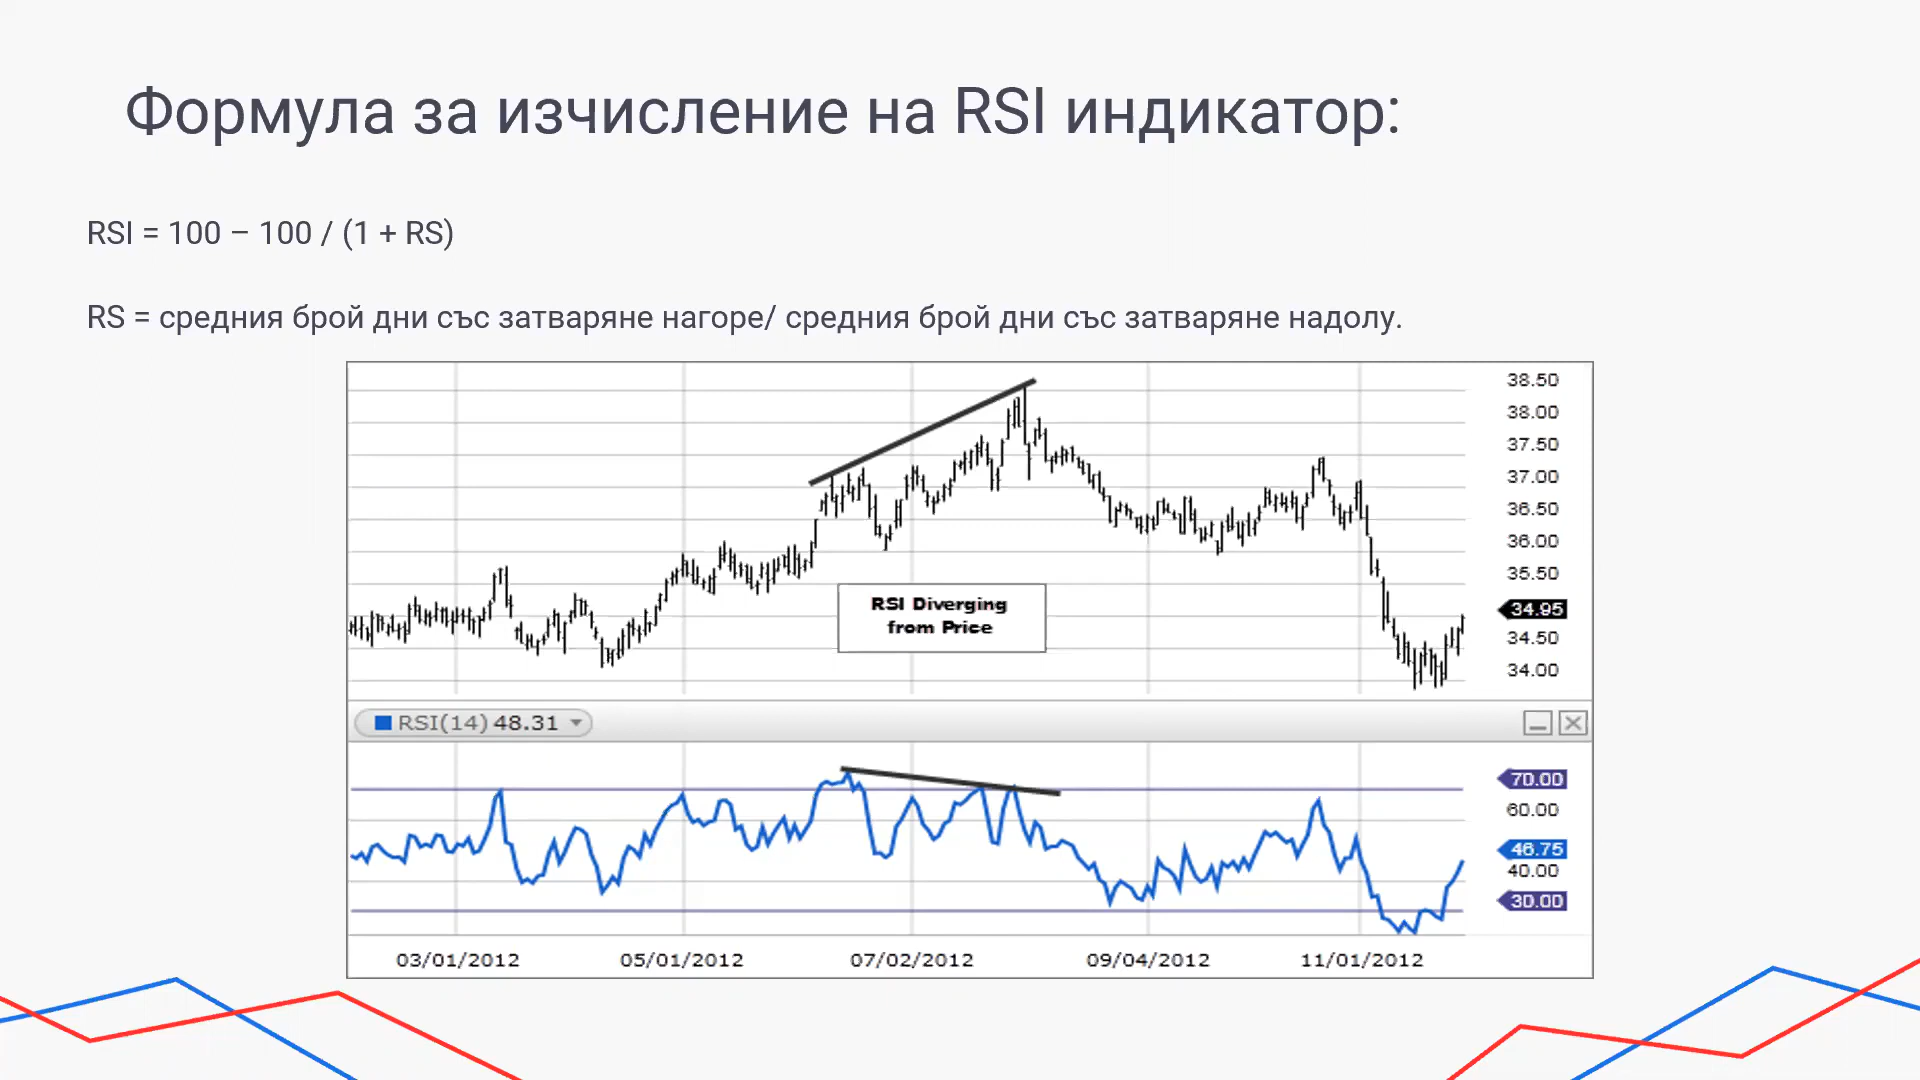 Формула за изчисление на RSI индикатор:
RSI = 100 – 100 / (1 + RS)
RS = средния брой дни със затваряне нагоре/ средния брой дни със затваряне надолу.
38.50
38.00
37.50
37.00
36.50
36.00
35.50
34.95
34.50
34.00
RSI Diverging
from Price
RSI(14) 48.31
70.00
60.00
46.75
40.00
30.00
03/01/2012 05/01/2012 07/02/2012 09/04/2012 11/01/2012